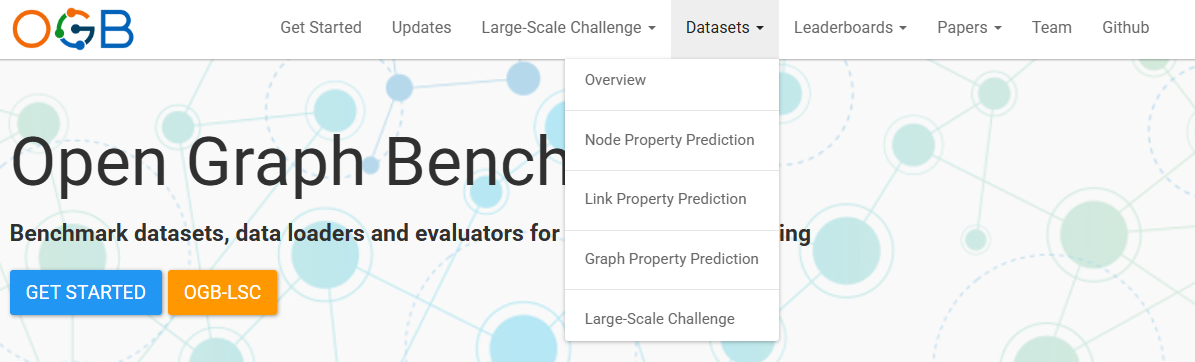 OGB Get Started Updates Large-Scale Challenge Datasets Leaderboards Papers Team Github
Overview
Node Property Prediction
Link Property Prediction
Graph Property Prediction
Large-Scale Challenge
Open Graph Bench
Benchmark datasets, data loaders and evaluators for ing
GET STARTED OGB-LSC